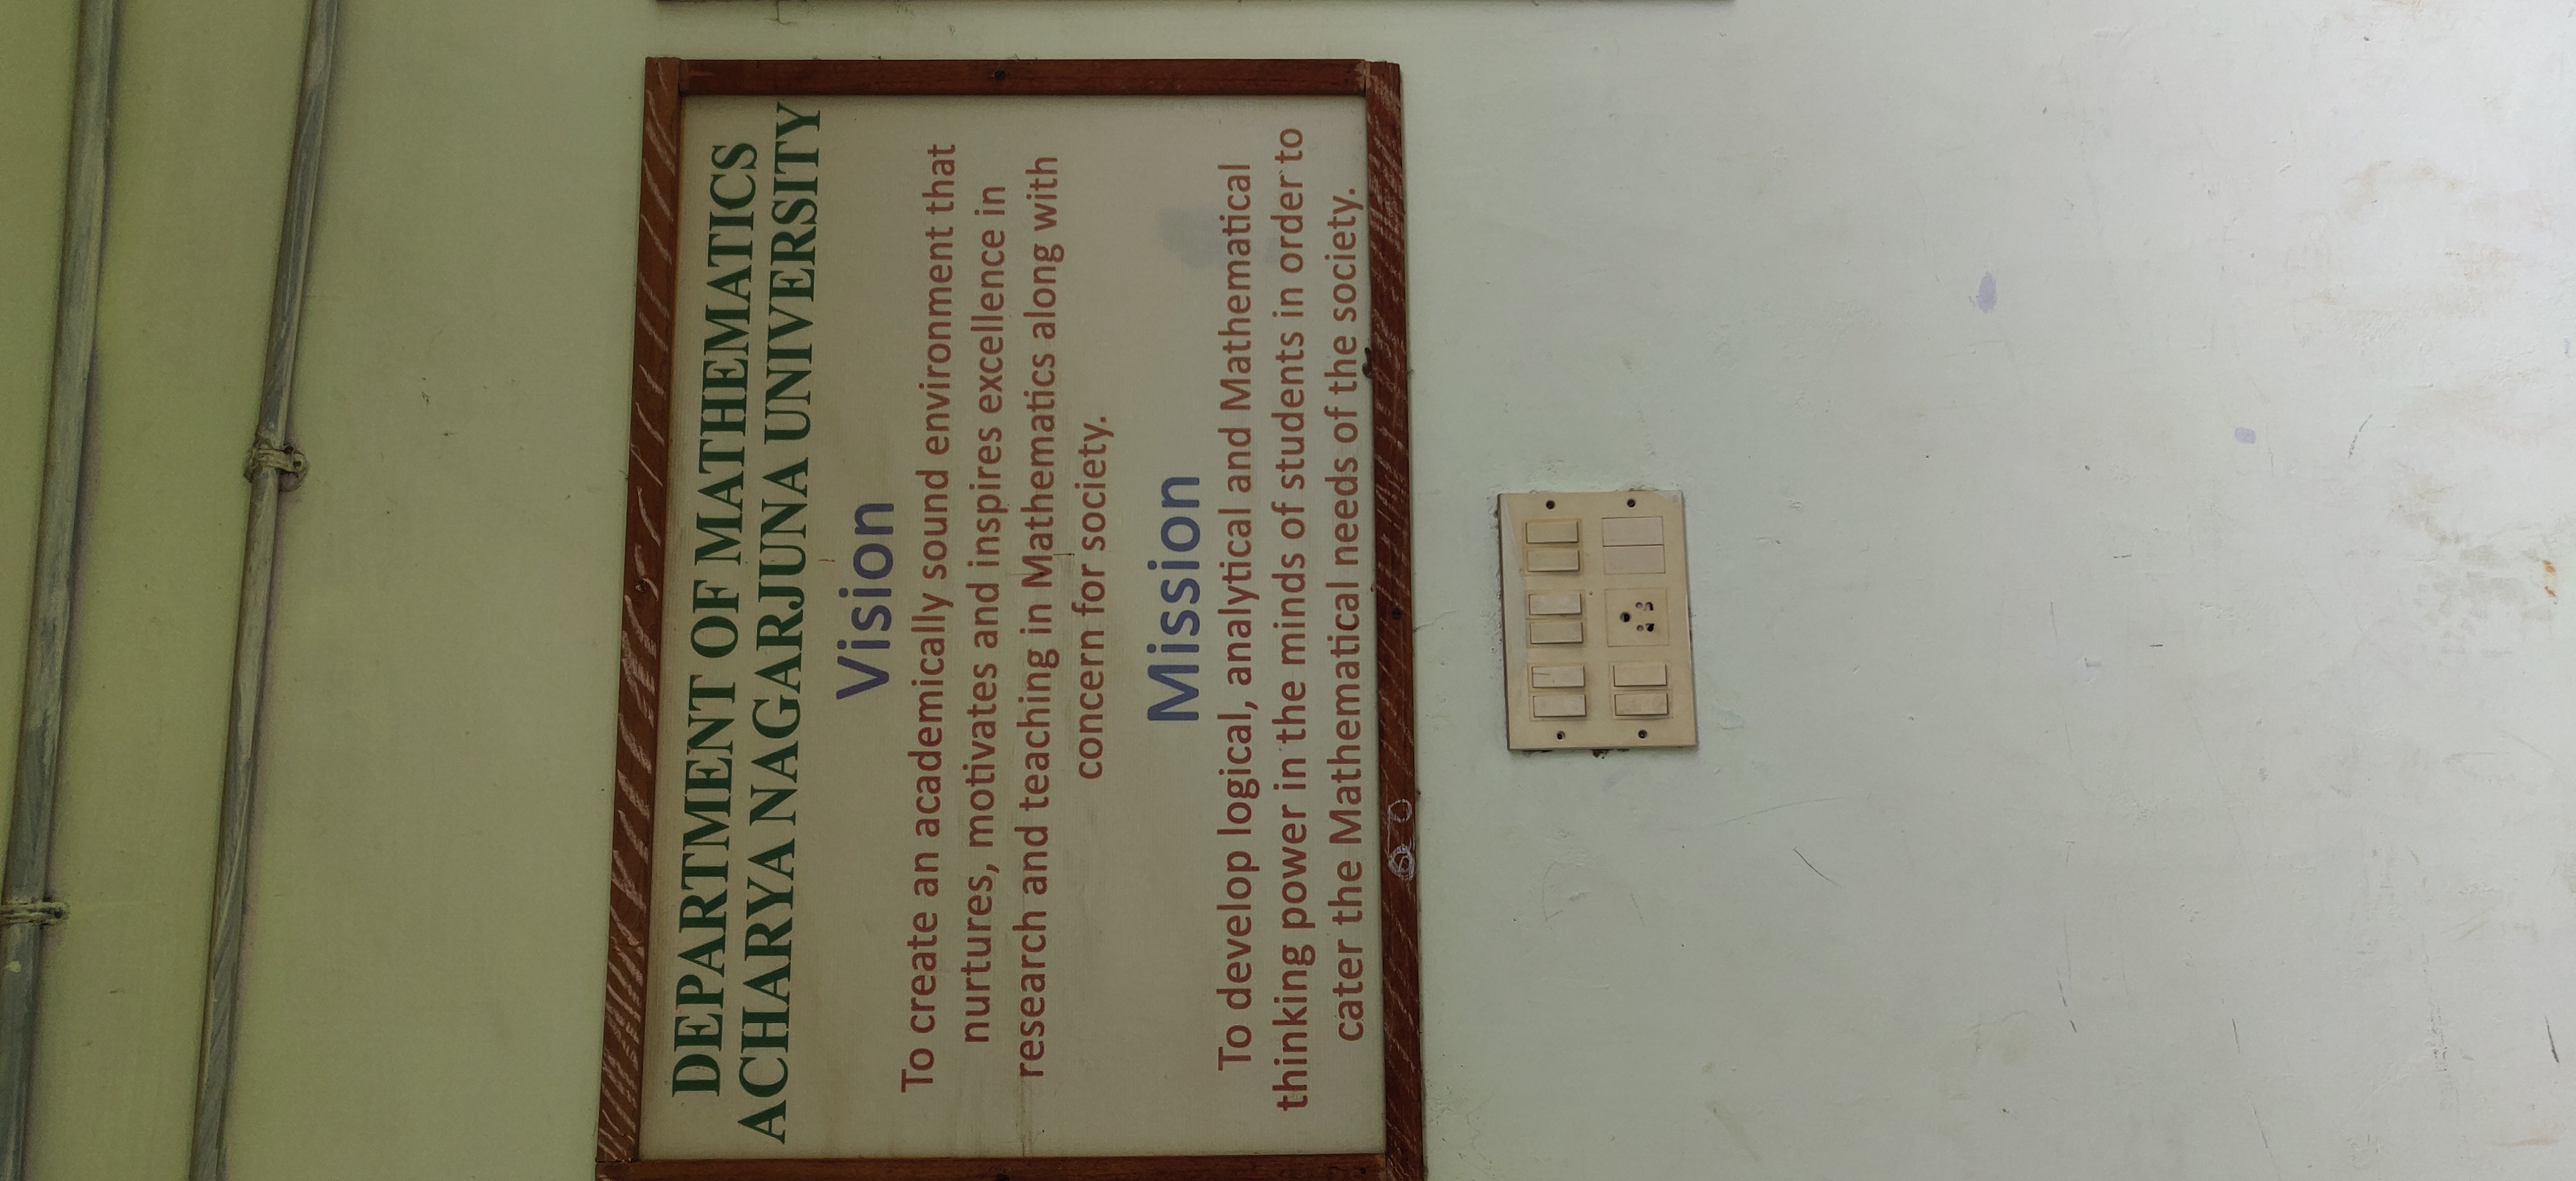 DEPARTMENT OF MATHEMATICS
ACHARYA NAGARJUNA UNIVERSITY
Vision
To create an academically sound environment that
nurtures, motivates and inspires excellence in
research and teaching in Mathematics along with
concern for society.
Mission
To develop logical, analytical and Mathematical
thinking power in the minds of students in order to
cater the Mathematical needs of the society.